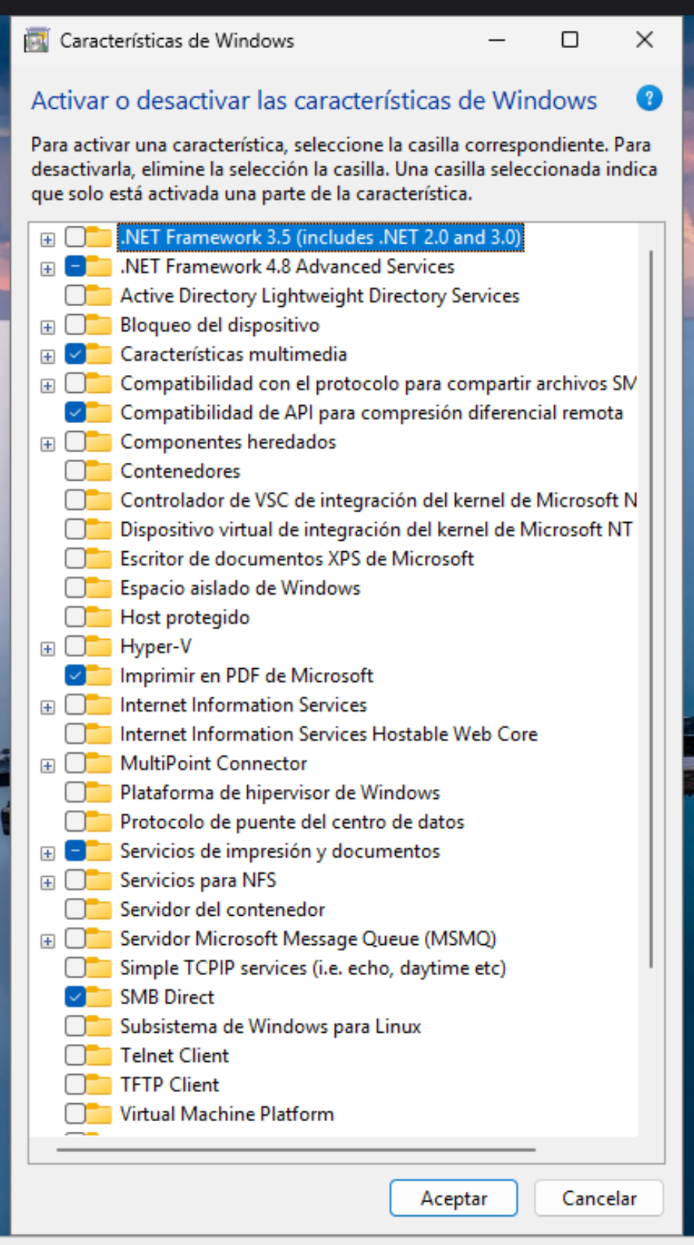 Características de Windows
Activar o desactivar las características de Windows
Para activar una característica, seleccione la casilla correspondiente. Para
desactivarla, elimine la selección la casilla. Una casilla seleccionada indica
que solo está activada una parte de la característica.
.NET Framework 3.5 (includes .NET 2.0 and 3.0)
.NET Framework 4.8 Advanced Services
Active Directory Lightweight Directory Services
Bloqueo del dispositivo
Características multimedia
Compatibilidad con el protocolo para compartir archivos SM
Compatibilidad de API para compresión diferencial remota
Componentes heredados
Contenedores
Controlador de VSC de integración del kernel de Microsoft N
Dispositivo virtual de integración del kernel de Microsoft NT
Escritor de documentos XPS de Microsoft
Espacio aislado de Windows
Host protegido
Hyper-V
Imprimir en PDF de Microsoft
Internet Information Services
Internet Information Services Hostable Web Core
MultiPoint Connector
Plataforma de hipervisor de Windows
Protocolo de puente del centro de datos
Servicios de impresión y documentos
Servicios para NFS
Servidor del contenedor
Servidor Microsoft Message Queue (MSMQ)
Simple TCPIP services (i.e. echo, daytime etc)
SMB Direct
Subsistema de Windows para Linux
Telnet Client
TFTP Client
Virtual Machine Platform
Aceptar
Cancelar